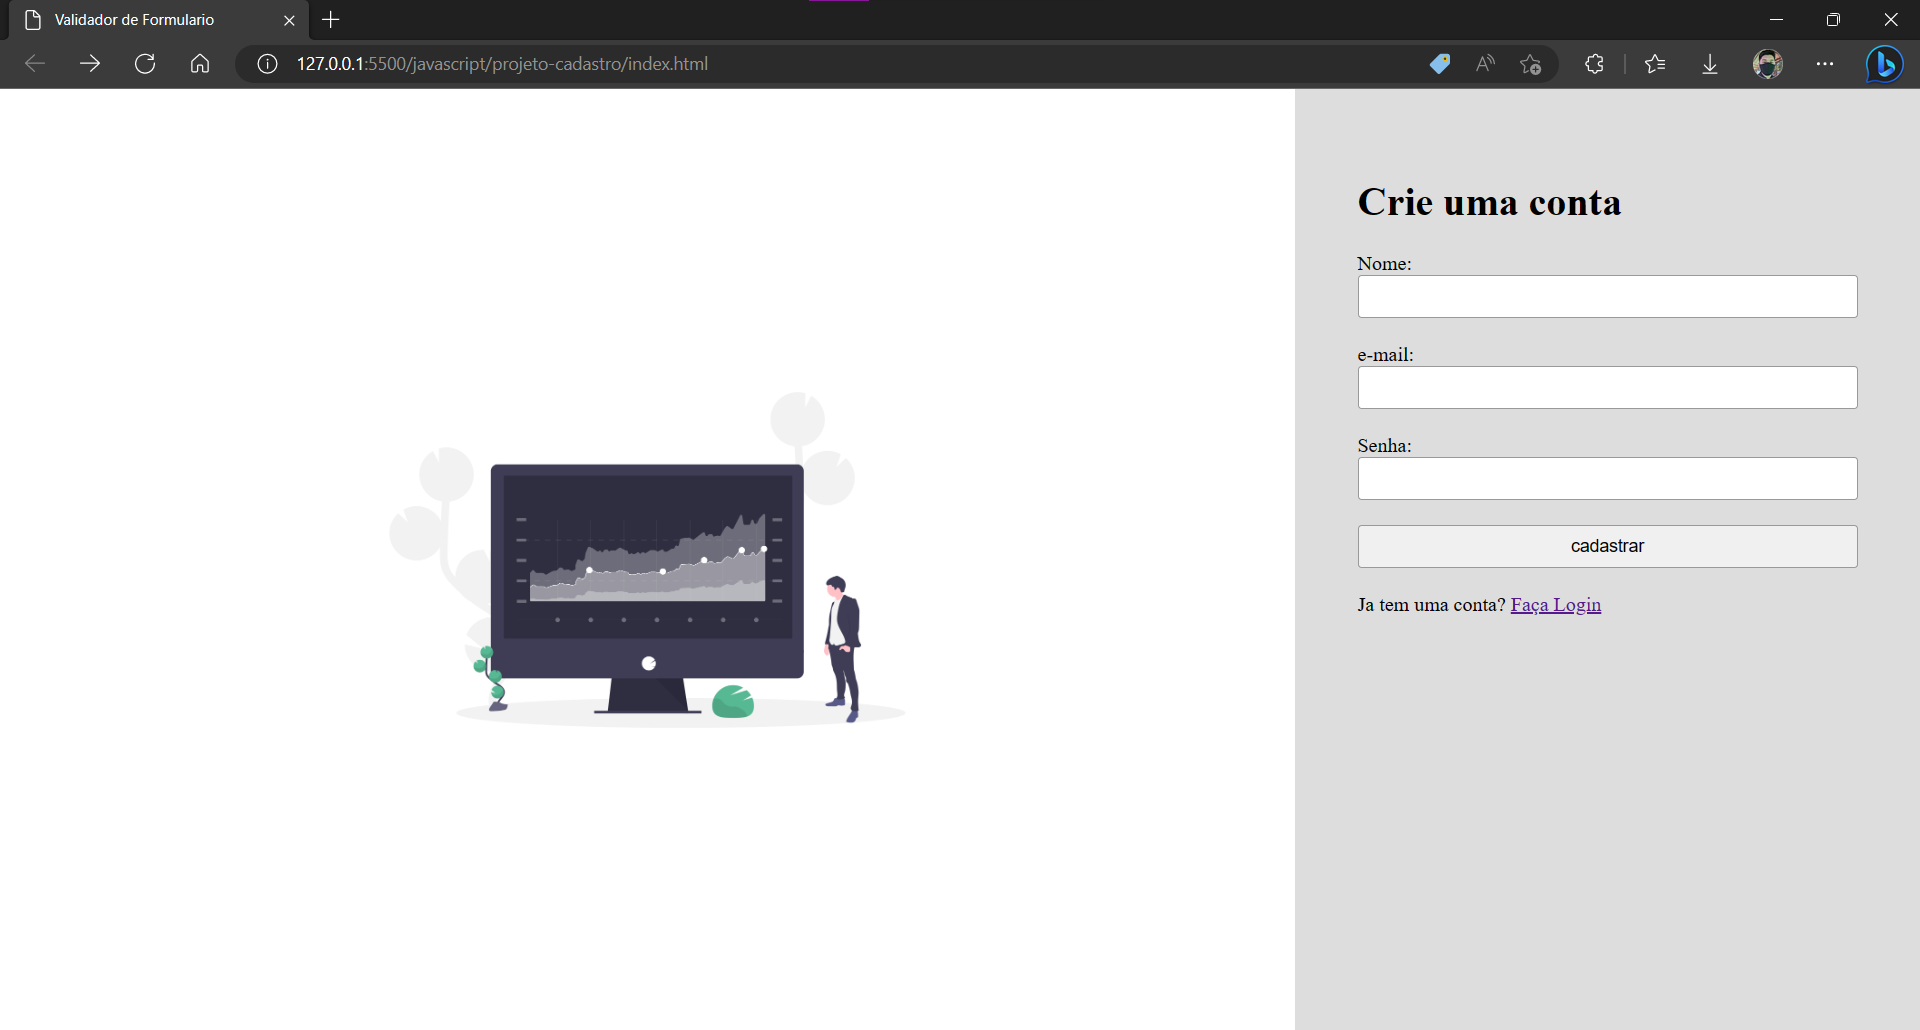 Validador de Formulario
127.0.0.1:5500/javascript/projeto-cadastro/index.html
Crie uma conta
Nome:
e-mail:
Senha:
cadastrar
Ja tem uma conta? Faça Login